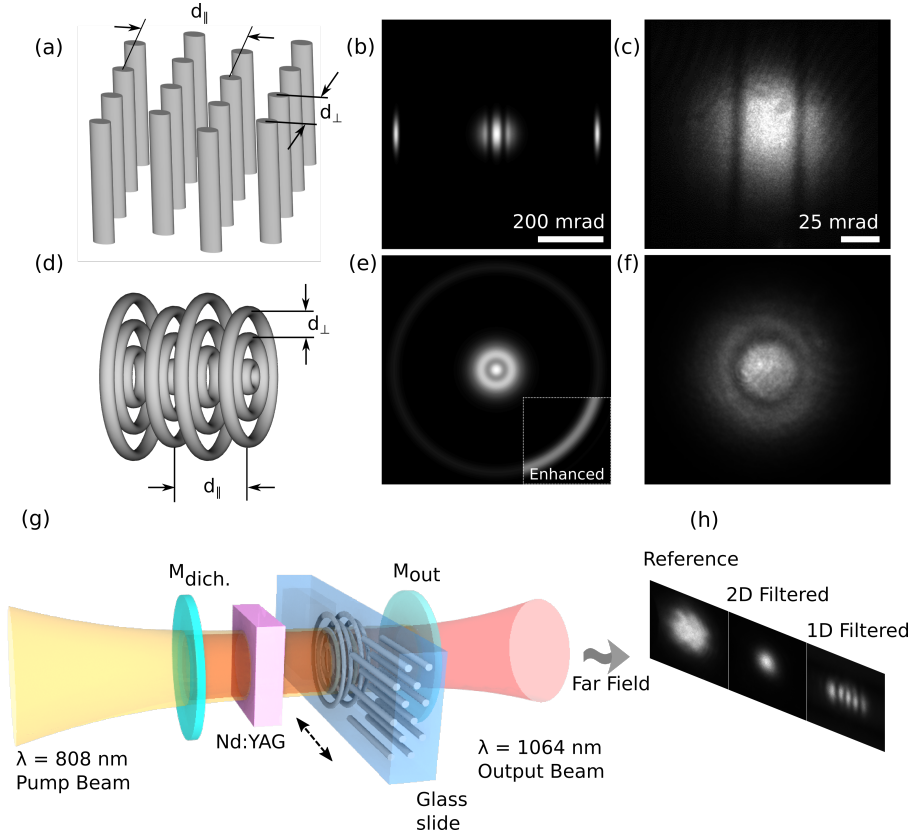 (a)
d∥
d⊥
(b)
200 mrad
(c)
25 mrad
(d)
d⊥
d∥
(e)
Enhanced
(f)
(g)
Mdich.
Nd:YAG
Mout
λ = 808 nm
Pump Beam
λ = 1064 nm
Output Beam
Glass
slide
Far Field
(h)
Reference
2D Filtered
1D Filtered